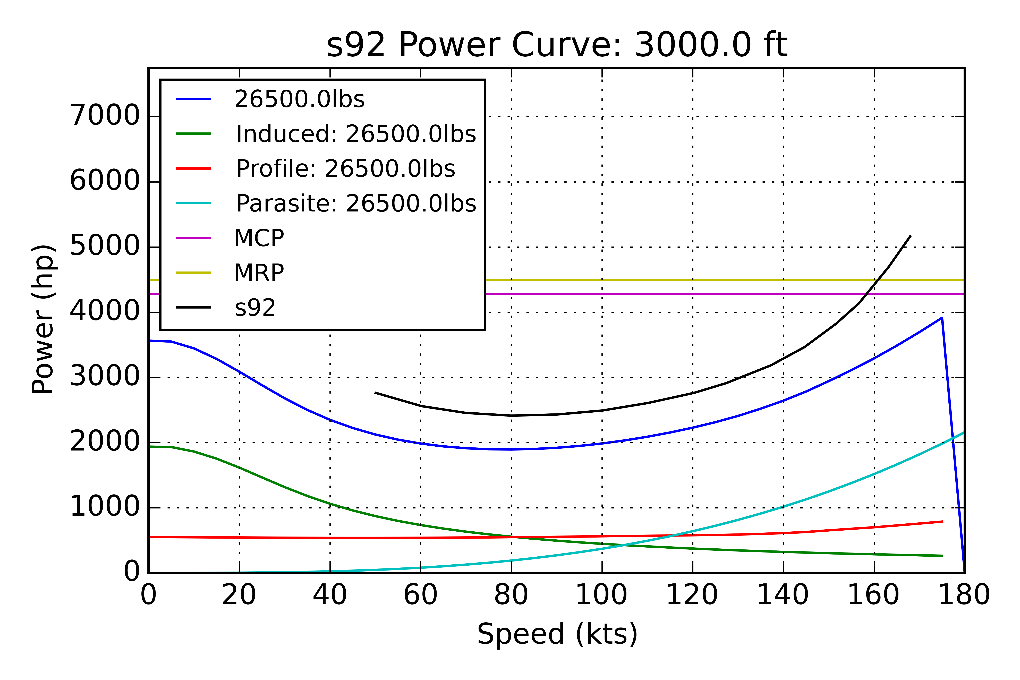 s92 Power Curve: 3000.0 ft
7000
6000
5000
4000
3000
2000
1000
0
Power (hp)
26500.0lbs
Induced: 26500.0lbs
Profile: 26500.0lbs
Parasite: 26500.0lbs
MCP
MRP
s92
0 20 40 60 80 100 120 140 160 180
Speed (kts)